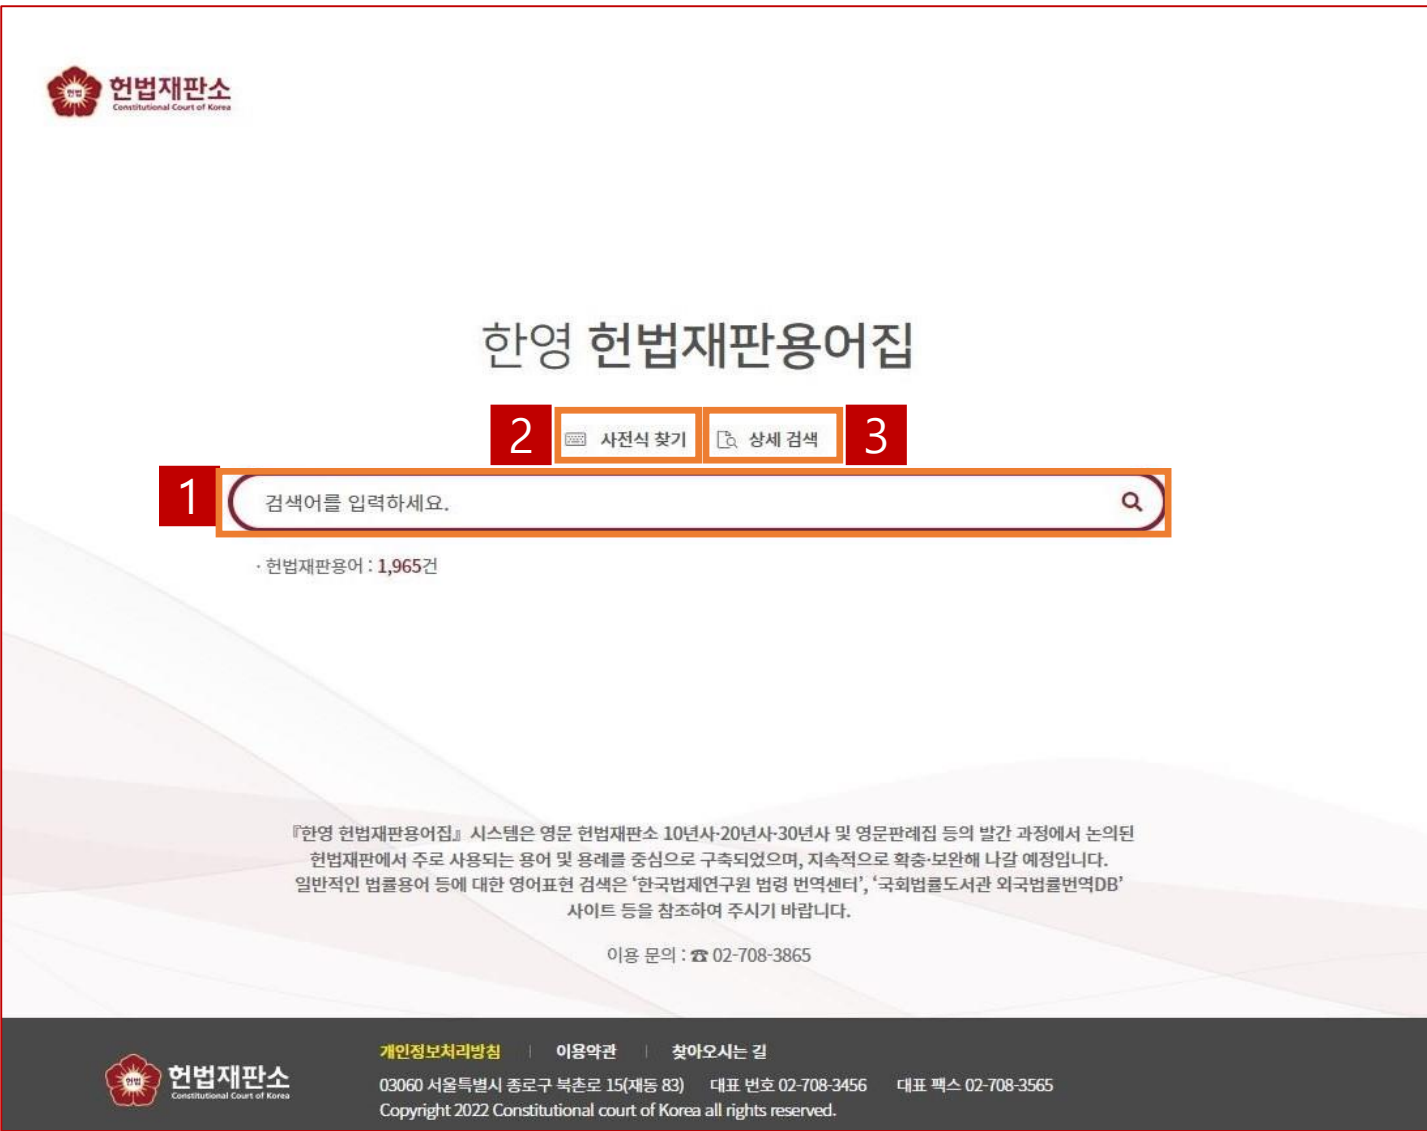 헌법
헌법재판소
Constitutional Court of Korea
한영 헌법재판용어집
2 사전식 찾기 상세 검색 3
1 검색어를 입력하세요.
· 헌법재판용어 : 1,965건
『한영 헌법재판용어집』 시스템은 영문 헌법재판소 10년사·20년사·30년사 및 영문판례집 등의 발간 과정에서 논의된
헌법재판에서 주로 사용되는 용어 및 용례를 중심으로 구축되었으며, 지속적으로 확충·보완해 나갈 예정입니다.
일반적인 법률용어 등에 대한 영어표현 검색은 ‘한국법제연구원 법령 번역센터’, ‘국회법률도서관 외국법률번역DB’
사이트 등을 참조하여 주시기 바랍니다.
이용 문의 : ☎ 02-708-3865
개인정보처리방침 | 이용약관 | 찾아오시는 길
헌법
헌법재판소
Constitutional Court of Korea
03060 서울특별시 종로구 북촌로 15(재동 83) 대표 번호 02-708-3456 대표 팩스 02-708-3565
Copyright 2022 Constitutional court of Korea all rights reserved.